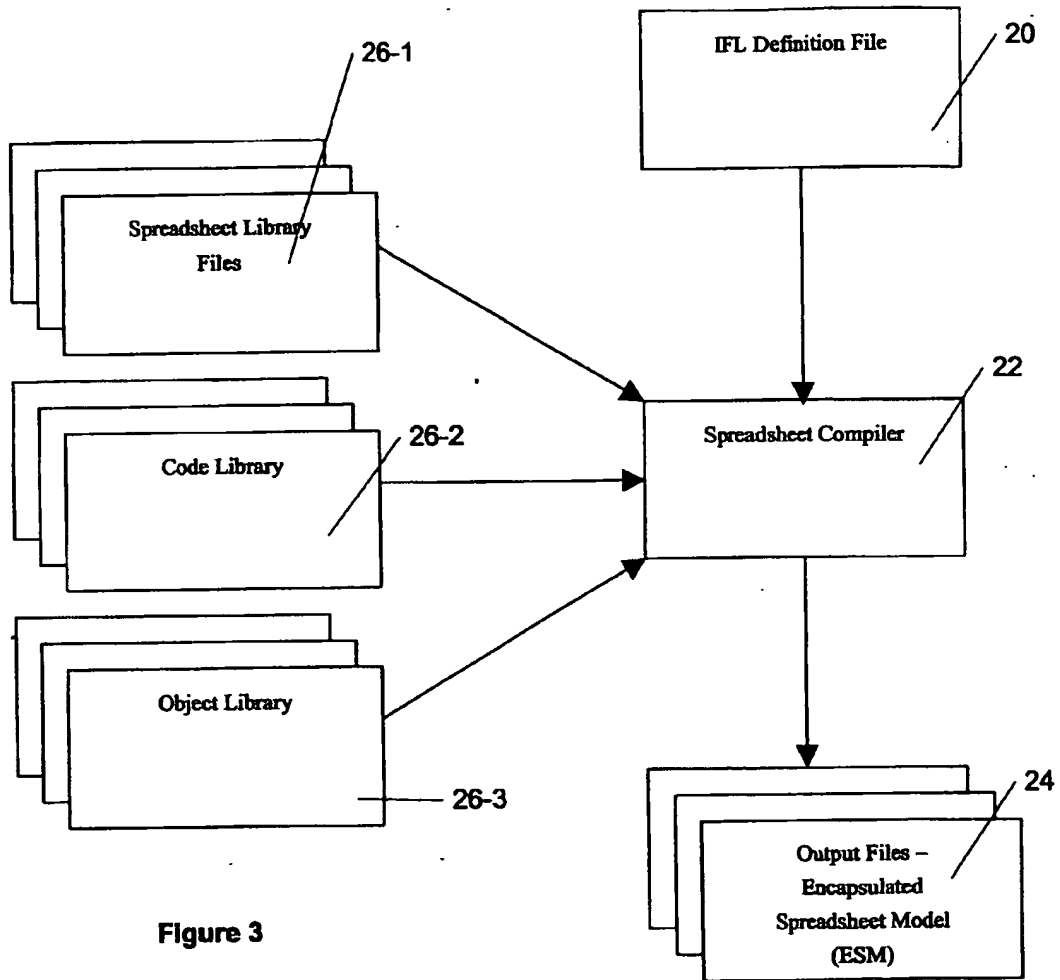 26-1
IFL Definition File
20
Spreadsheet Library
Files
22
Spreadsheet Compiler
Code Library
26-2
Object Library
26-3
24
Output Files –
Encapsulated
Spreadsheet Model
(ESM)
Figure 3